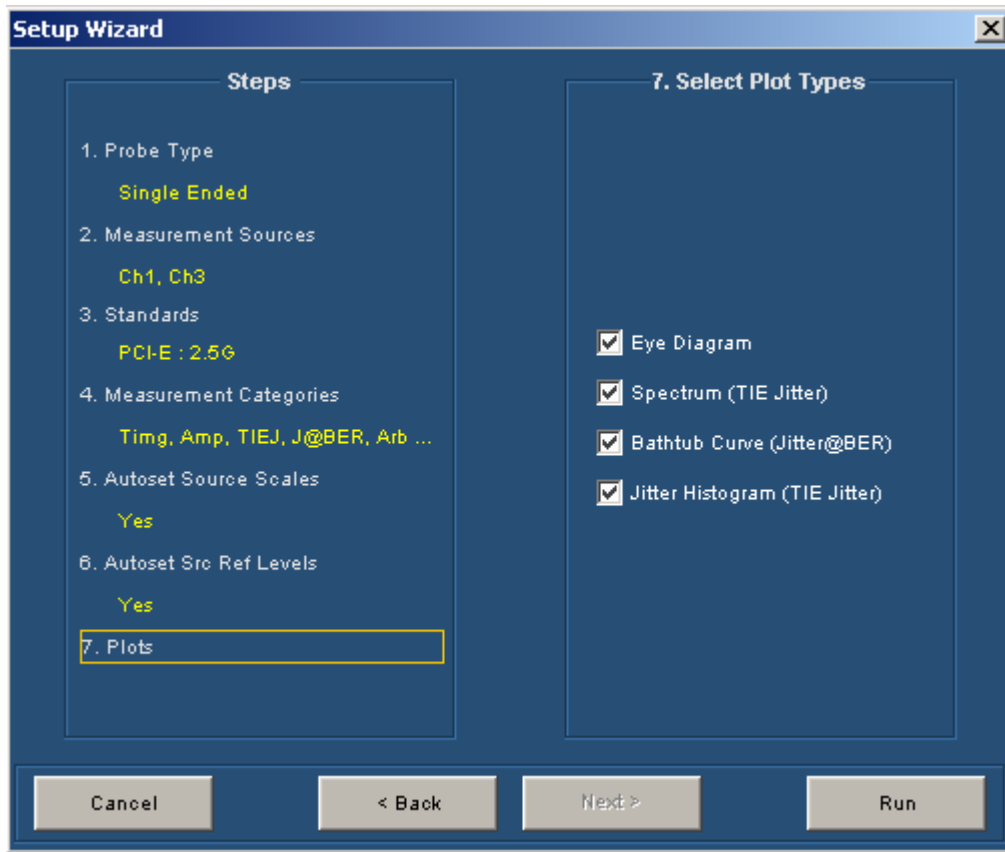 Setup Wizard
Steps
1. Probe Type
Single Ended
2. Measurement Sources
Ch1, Ch3
3. Standards
PCI-E : 2.5G
4. Measurement Categories
Timg, Amp, TIEJ, J@BER, Arb ...
5. Autoset Source Scales
Yes
6. Autoset Src Ref Levels
Yes
7. Plots
7. Select Plot Types
Eye Diagram
Spectrum (TIE Jitter)
Bathtub Curve (Jitter@BER)
Jitter Histogram (TIE Jitter)
Cancel
< Back
Next >
Run